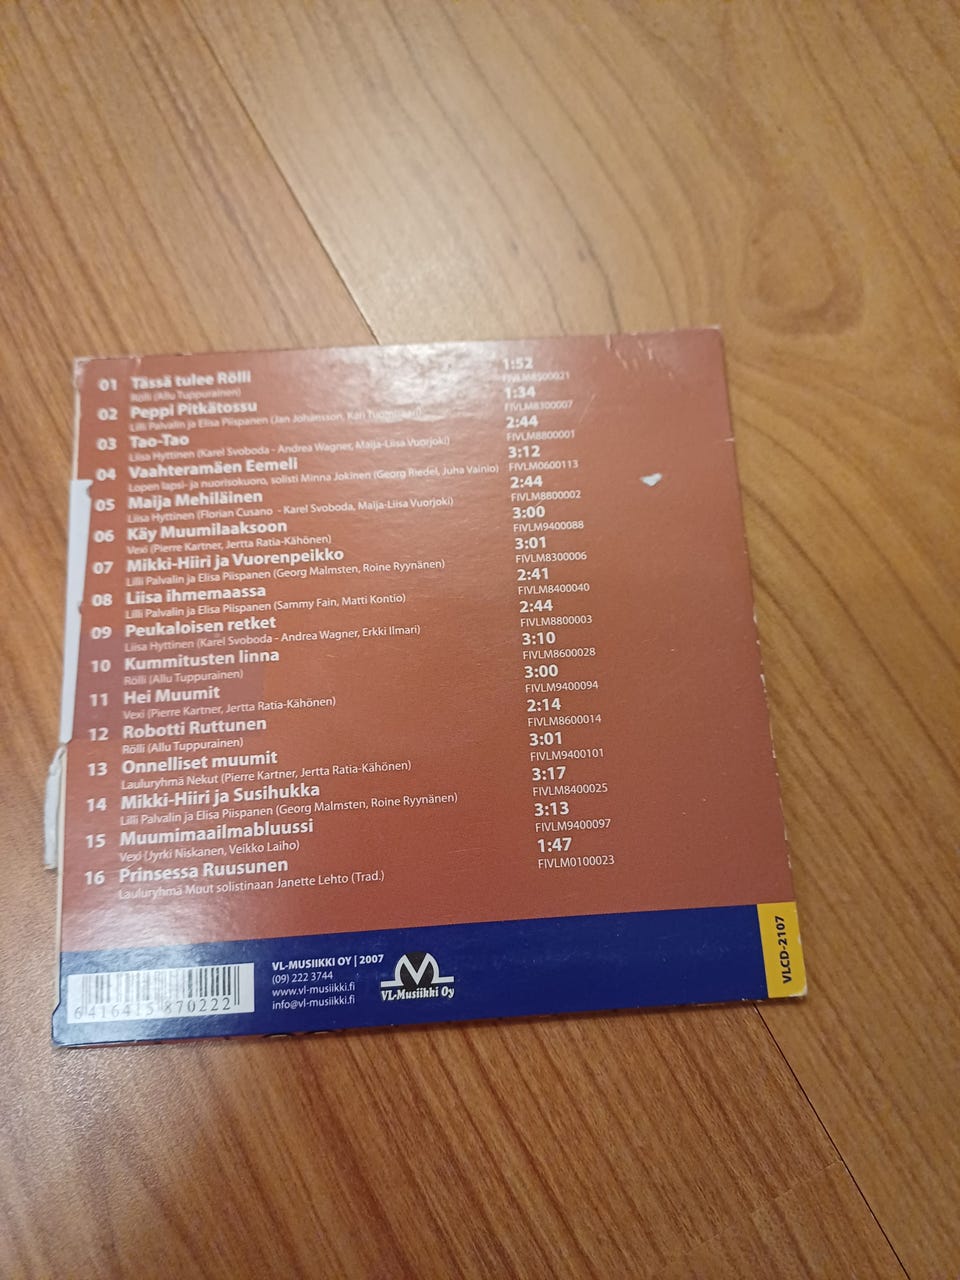 01 Tässä tulee Rölli 1:52
Rölli (Allu Tuppurainen) FIVLM8500021
02 Peppi Pitkätossu 1:34
Lilli Palvalin ja Elisa Piispanen (Jan Johansson, Kari Tuomisaari) FIVLM8300007
03 Tao-Tao 2:44
Liisa Hyttinen (Karel Svoboda - Andrea Wagner, Maija-Liisa Vuorjoki) FIVLM8800001
04 Vaahteramäen Eemeli 3:12
Lopen lapsi- ja nuorisokuoro, solisti Minna Jokinen (Georg Riedel, Juha Vainio) FIVLM0600113
05 Maija Mehiläinen 2:44
Liisa Hyttinen (Florian Cusano - Karel Svoboda, Maija-Liisa Vuorjoki) FIVLM8800002
06 Käy Muumilaaksoon 3:00
Vexi (Pierre Kartner, Jertta Ratia-Kähönen) FIVLM9400088
07 Mikki-Hiiri ja Vuorenpeikko 3:01
Lilli Palvalin ja Elisa Piispanen (Georg Malmsten, Roine Ryynänen) FIVLM8300006
08 Liisa ihmemaassa 2:41
Lilli Palvalin ja Elisa Piispanen (Sammy Fain, Matti Kontio) FIVLM8400040
09 Peukaloisen retket 2:44
Liisa Hyttinen (Karel Svoboda - Andrea Wagner, Erkki Ilmari) FIVLM8800003
10 Kummitusten linna 3:10
Rölli (Allu Tuppurainen) FIVLM8600028
11 Hei Muumit 3:00
Vexi (Pierre Kartner, Jertta Ratia-Kähönen) FIVLM9400094
12 Robotti Ruttunen 2:14
Rölli (Allu Tuppurainen) FIVLM8600014
13 Onnelliset muumit 3:01
Lauluryhmä Nekut (Pierre Kartner, Jertta Ratia-Kähönen) FIVLM9400101
14 Mikki-Hiiri ja Susihukka 3:17
Lilli Palvalin ja Elisa Piispanen (Georg Malmsten, Roine Ryynänen) FIVLM8400025
15 Muumimaailmabluussi 3:13
Vexi (Jyrki Niskanen, Veikko Laiho) FIVLM9400097
16 Prinsessa Ruusunen 1:47
Lauluryhmä Muut solistinaan Janette Lehto (Trad.) FIVLM0100023
6 416415 870222
VL-MUSIIKKI OY | 2007
(09) 222 3744
www.vl-musiikki.fi
info@vl-musiikki.fi
VL-Musiikki Oy
VLCD-2107